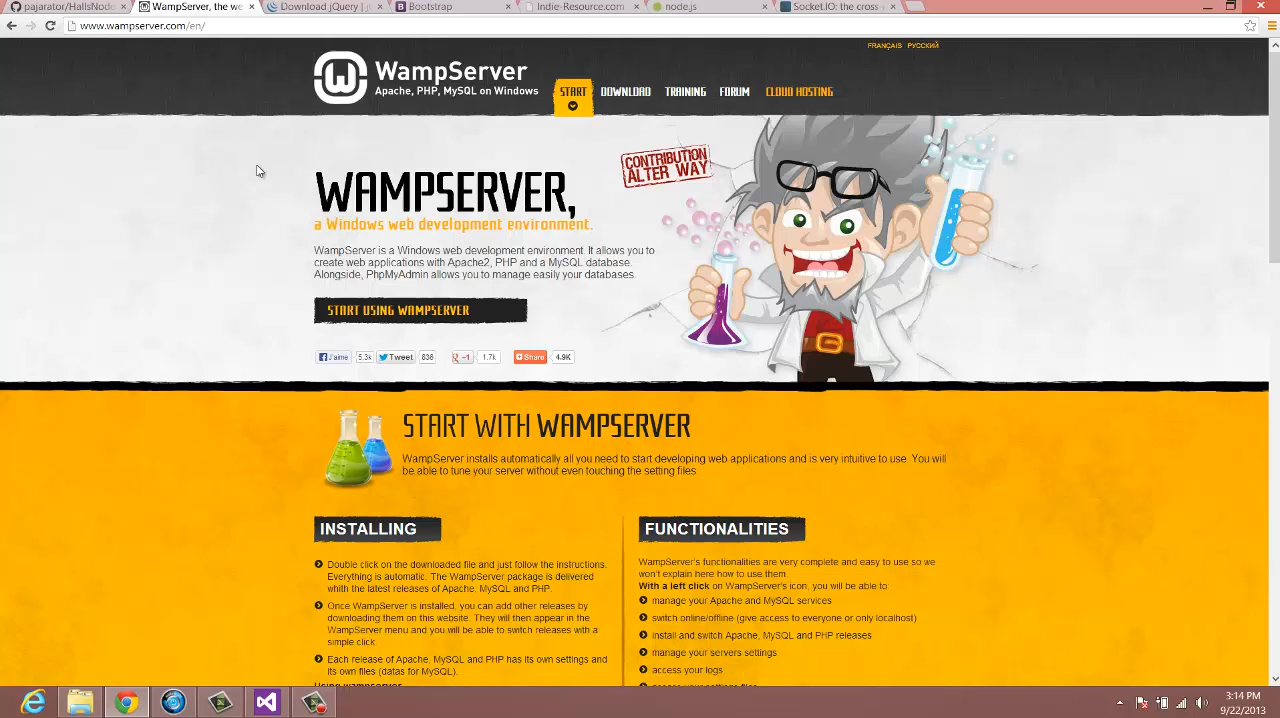 pajarator/HallsNode
WampServer, the we
Download jQuery | jQ
Bootstrap
Indie-Resource.com
node.js
Socket.IO: the cross-
www.wampserver.com/en/
FRANÇAIS РУССКИЙ
WampServer
Apache, PHP, MySQL on Windows
START DOWNLOAD TRAINING FORUM CLOUD HOSTING
CONTRIBUTION
ALTER WAY
WAMPSERVER,
a Windows web development environment.
WampServer is a Windows web development environment. It allows you to
create web applications with Apache2, PHP and a MySQL database.
Alongside, PhpMyAdmin allows you to manage easily your databases.
START USING WAMPSERVER
J'aime 5.3k Tweet 836 +1 1.7k Share 4.9K
START WITH WAMPSERVER
WampServer installs automatically all you need to start developing web applications and is very intuitive to use. You will
be able to tune your server without even touching the setting files.
INSTALLING
Double click on the downloaded file and just follow the instructions.
Everything is automatic. The WampServer package is delivered
whith the latest releases of Apache, MySQL and PHP.
Once WampServer is installed, you can add other releases by
downloading them on this website. They will then appear in the
WampServer menu and you will be able to switch releases with a
simple click.
Each release of Apache, MySQL and PHP has its own settings and
its own files (datas for MySQL).
Using wampserver
FUNCTIONALITIES
WampServer's functionalities are very complete and easy to use so we
won't explain here how to use them.
With a left click on WampServer's icon, you will be able to:
manage your Apache and MySQL services
switch online/offline (give access to everyone or only localhost)
install and switch Apache, MySQL and PHP releases
manage your servers settings
access your logs
access your settings files
3:14 PM
9/22/2013